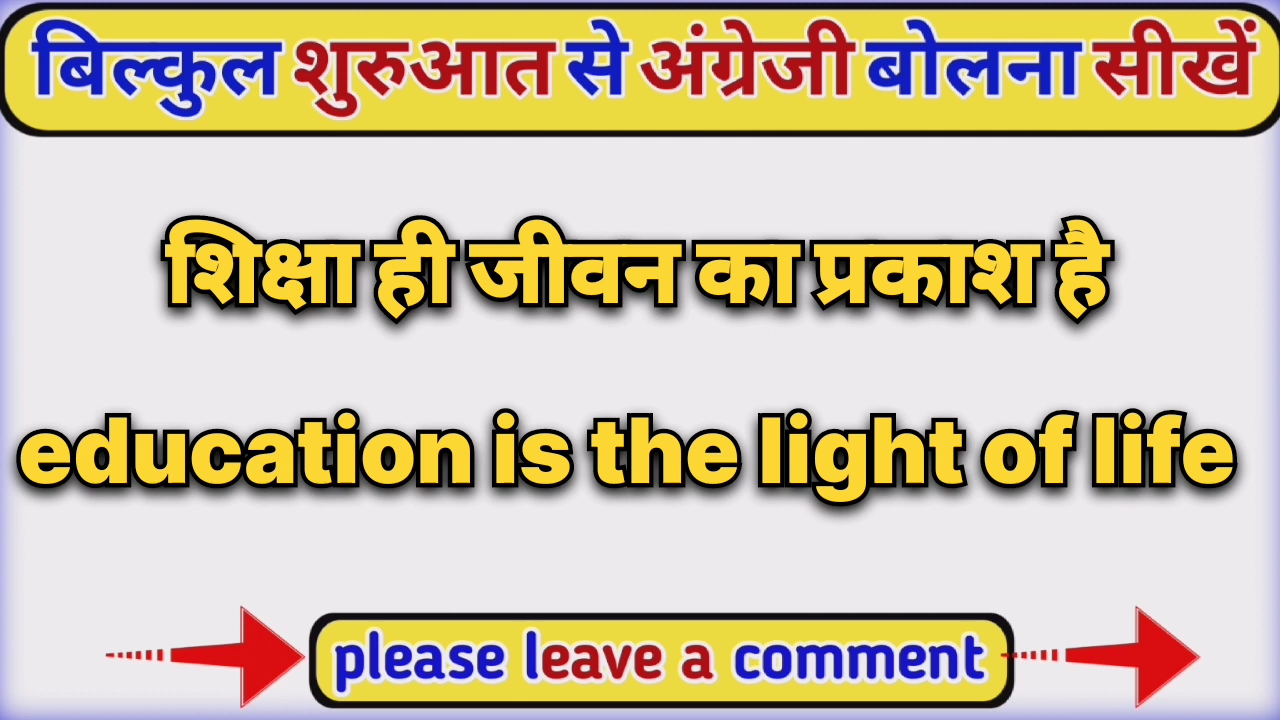 बिल्कुल शुरुआत से अंग्रेजी बोलना सीखें
शिक्षा ही जीवन का प्रकाश है
education is the light of life
please leave a comment